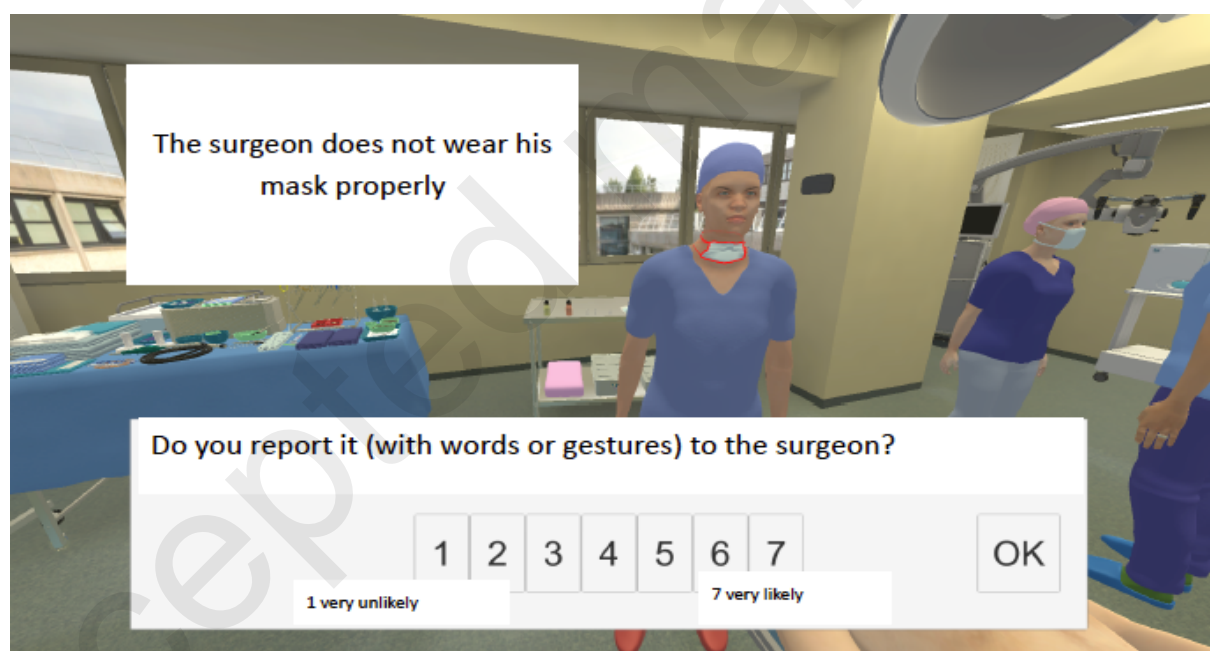 The surgeon does not wear his
mask properly
Do you report it (with words or gestures) to the surgeon?
1 2 3 4 5 6 7
OK
1 very unlikely
7 very likely